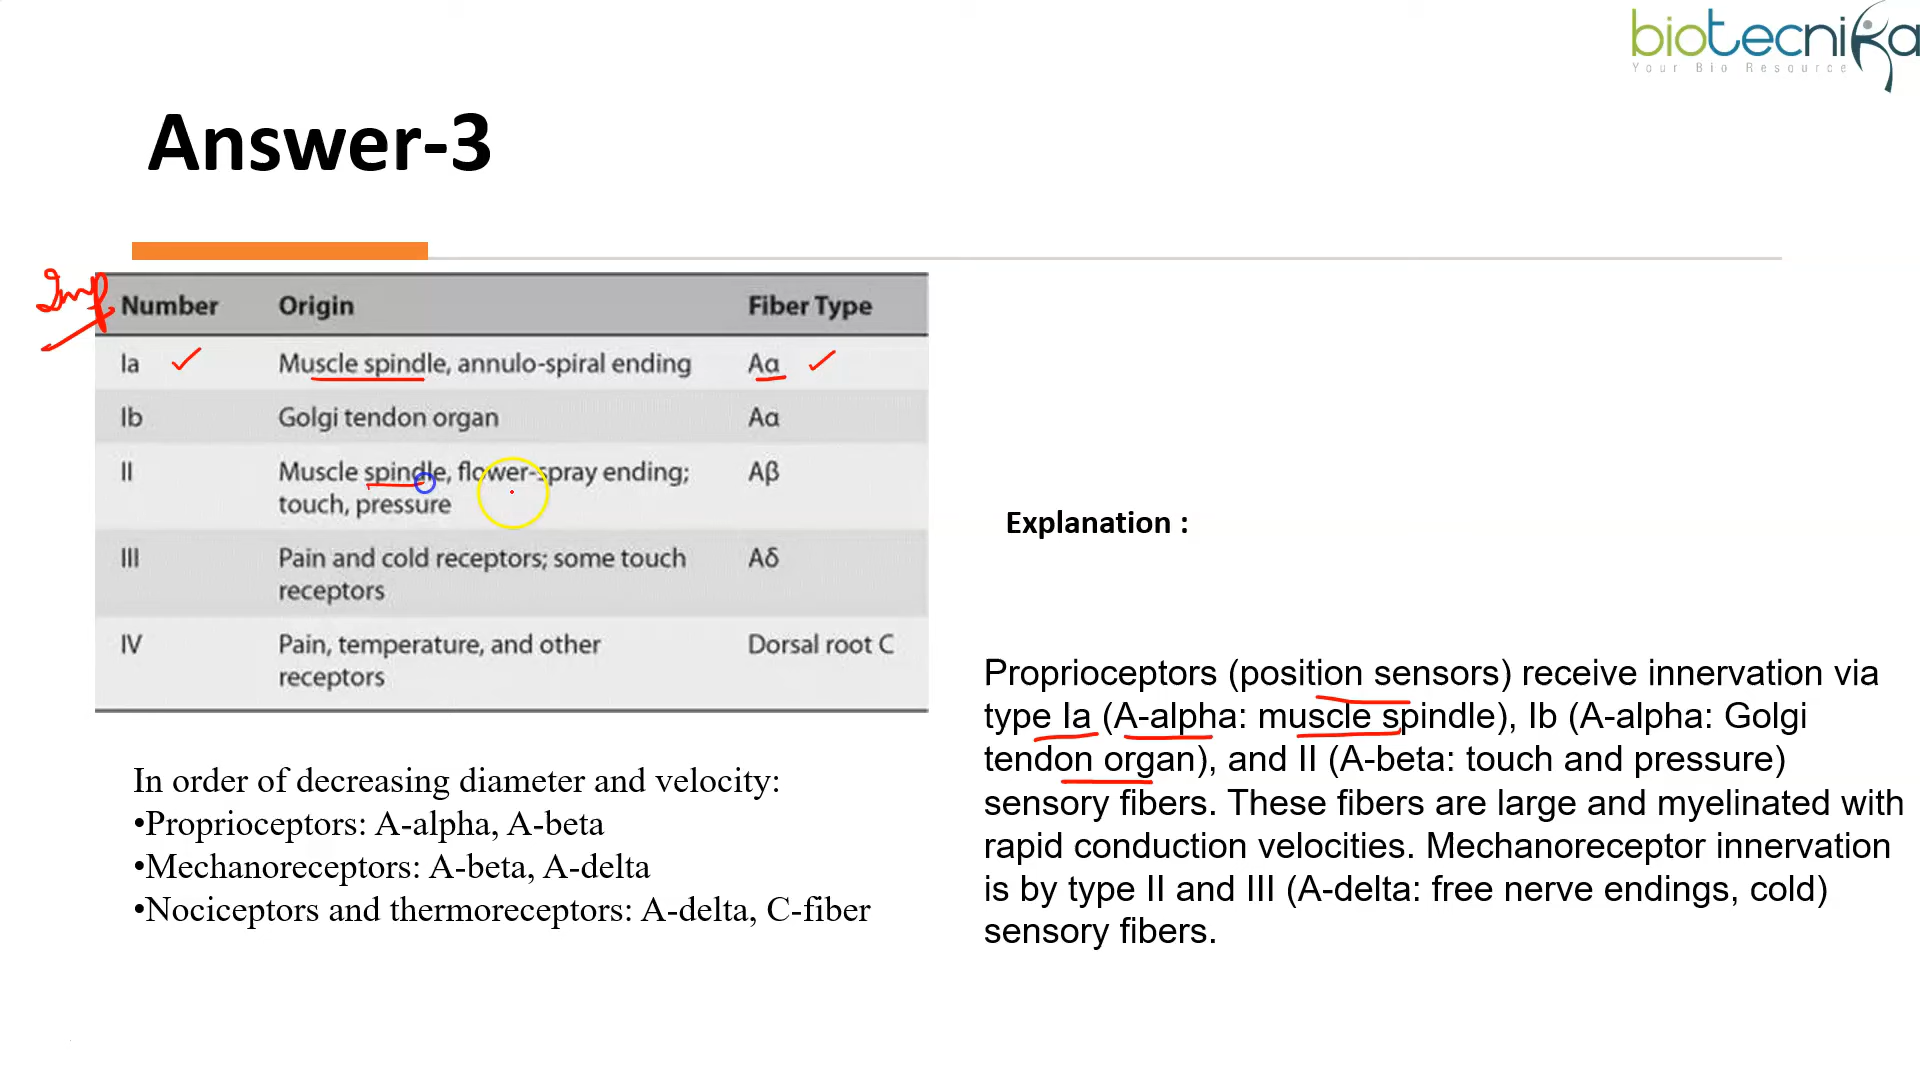 biotecnika
Your Bio Resource
Answer-3
Imp
Number Origin Fiber Type
Ia Muscle spindle, annulo-spiral ending Aα
Ib Golgi tendon organ Aα
II Muscle spindle, flower-spray ending; Aβ
touch, pressure
III Pain and cold receptors; some touch Aδ
receptors
IV Pain, temperature, and other Dorsal root C
receptors
In order of decreasing diameter and velocity:
•Proprioceptors: A-alpha, A-beta
•Mechanoreceptors: A-beta, A-delta
•Nociceptors and thermoreceptors: A-delta, C-fiber
Explanation :
Proprioceptors (position sensors) receive innervation via
type Ia (A-alpha: muscle spindle), Ib (A-alpha: Golgi
tendon organ), and II (A-beta: touch and pressure)
sensory fibers. These fibers are large and myelinated with
rapid conduction velocities. Mechanoreceptor innervation
is by type II and III (A-delta: free nerve endings, cold)
sensory fibers.